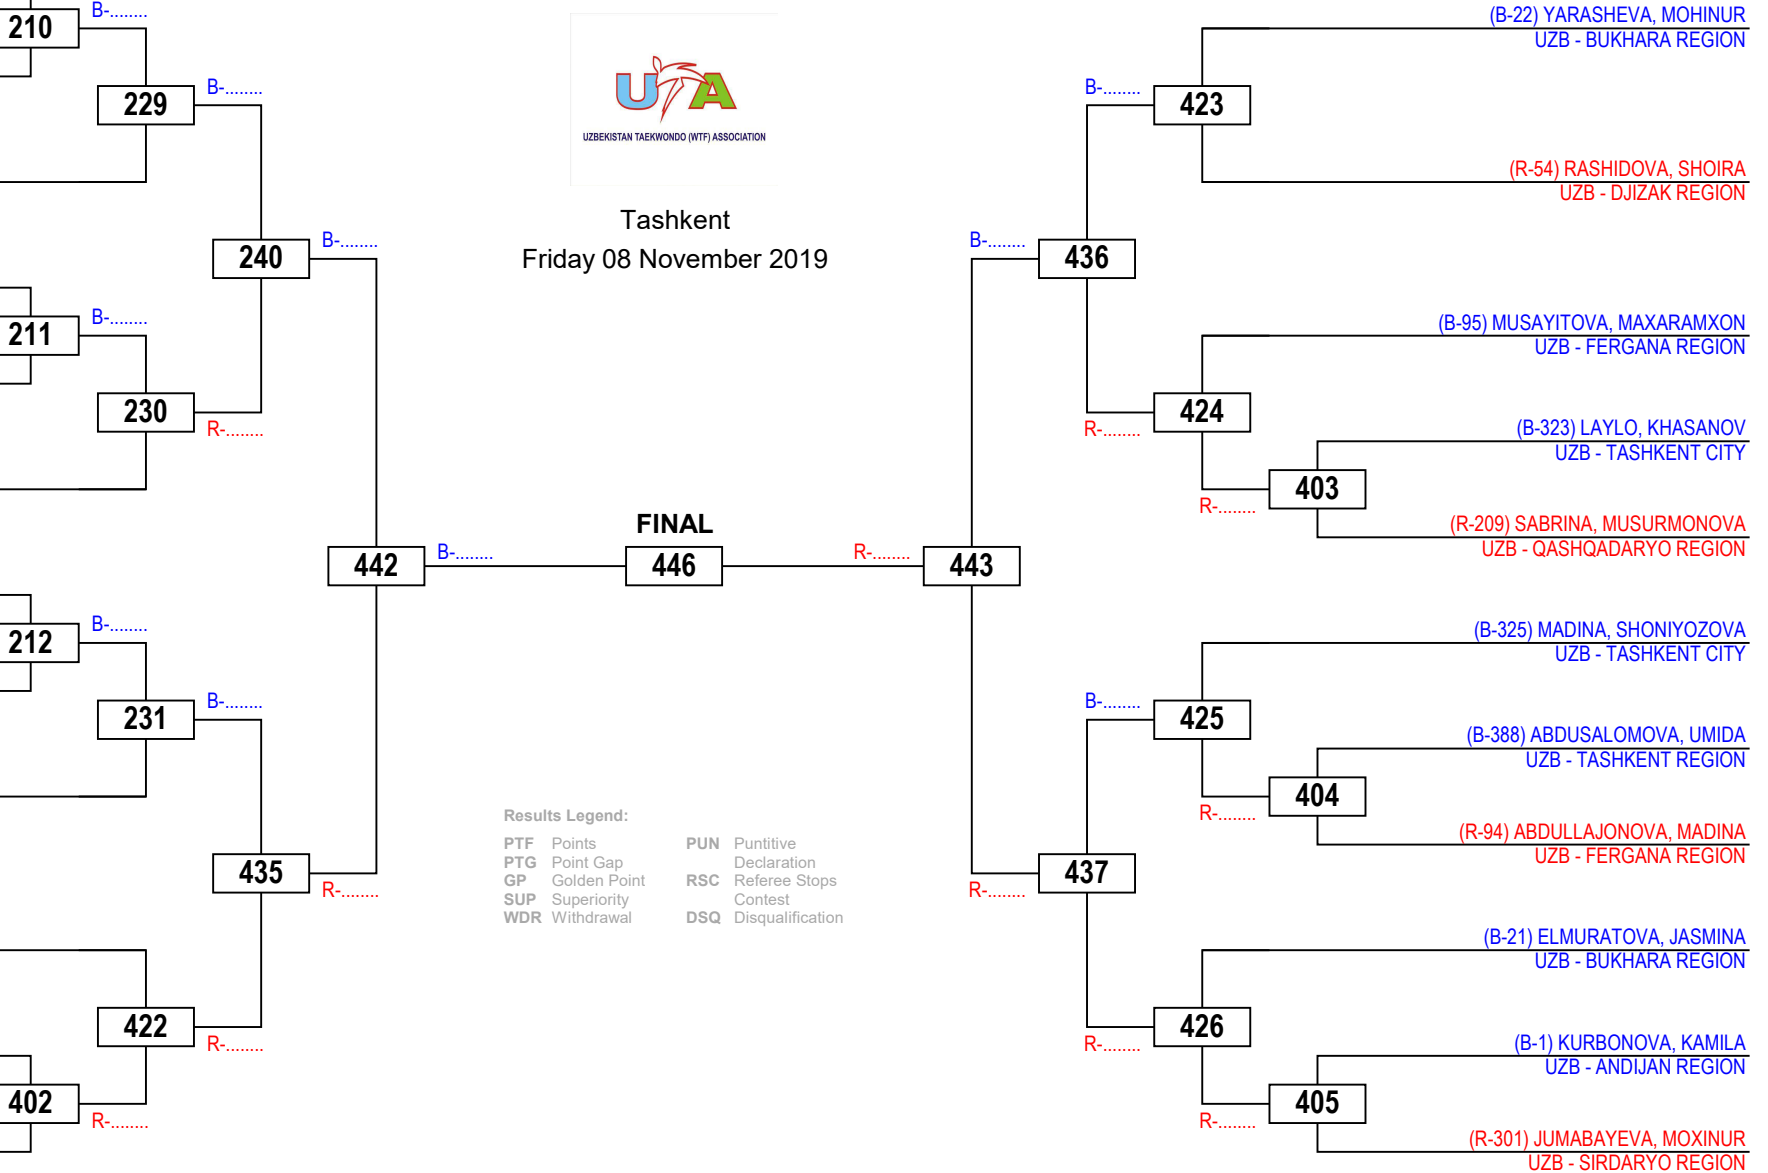 B-........
210
229
B-........
240
B-........
B-........
211
230
R-........
442
B-........
B-........
212
231
B-........
435
R-........
422
R-........
402
R-........
UTA
UZBEKISTAN TAEKWONDO (WTF) ASSOCIATION
Tashkent
Friday 08 November 2019
FINAL
446
Results Legend:
PTF Points
PTG Point Gap
GP Golden Point
SUP Superiority
WDR Withdrawal
PUN Puntitive
Declaration
RSC Referee Stops
Contest
DSQ Disqualification
R-........
443
B-........
436
B-........
423
R-........
424
R-........
403
R-........
437
B-........
425
R-........
404
R-........
426
R-........
405
(B-22) YARASHEVA, MOHINUR
UZB - BUKHARA REGION
(R-54) RASHIDOVA, SHOIRA
UZB - DJIZAK REGION
(B-95) MUSAYITOVA, MAXARAMXON
UZB - FERGANA REGION
(B-323) LAYLO, KHASANOV
UZB - TASHKENT CITY
(R-209) SABRINA, MUSURMONOVA
UZB - QASHQADARYO REGION
(B-325) MADINA, SHONIYOZOVA
UZB - TASHKENT CITY
(B-388) ABDUSALOMOVA, UMIDA
UZB - TASHKENT REGION
(R-94) ABDULLAJONOVA, MADINA
UZB - FERGANA REGION
(B-21) ELMURATOVA, JASMINA
UZB - BUKHARA REGION
(B-1) KURBONOVA, KAMILA
UZB - ANDIJAN REGION
(R-301) JUMABAYEVA, MOXINUR
UZB - SIRDARYO REGION